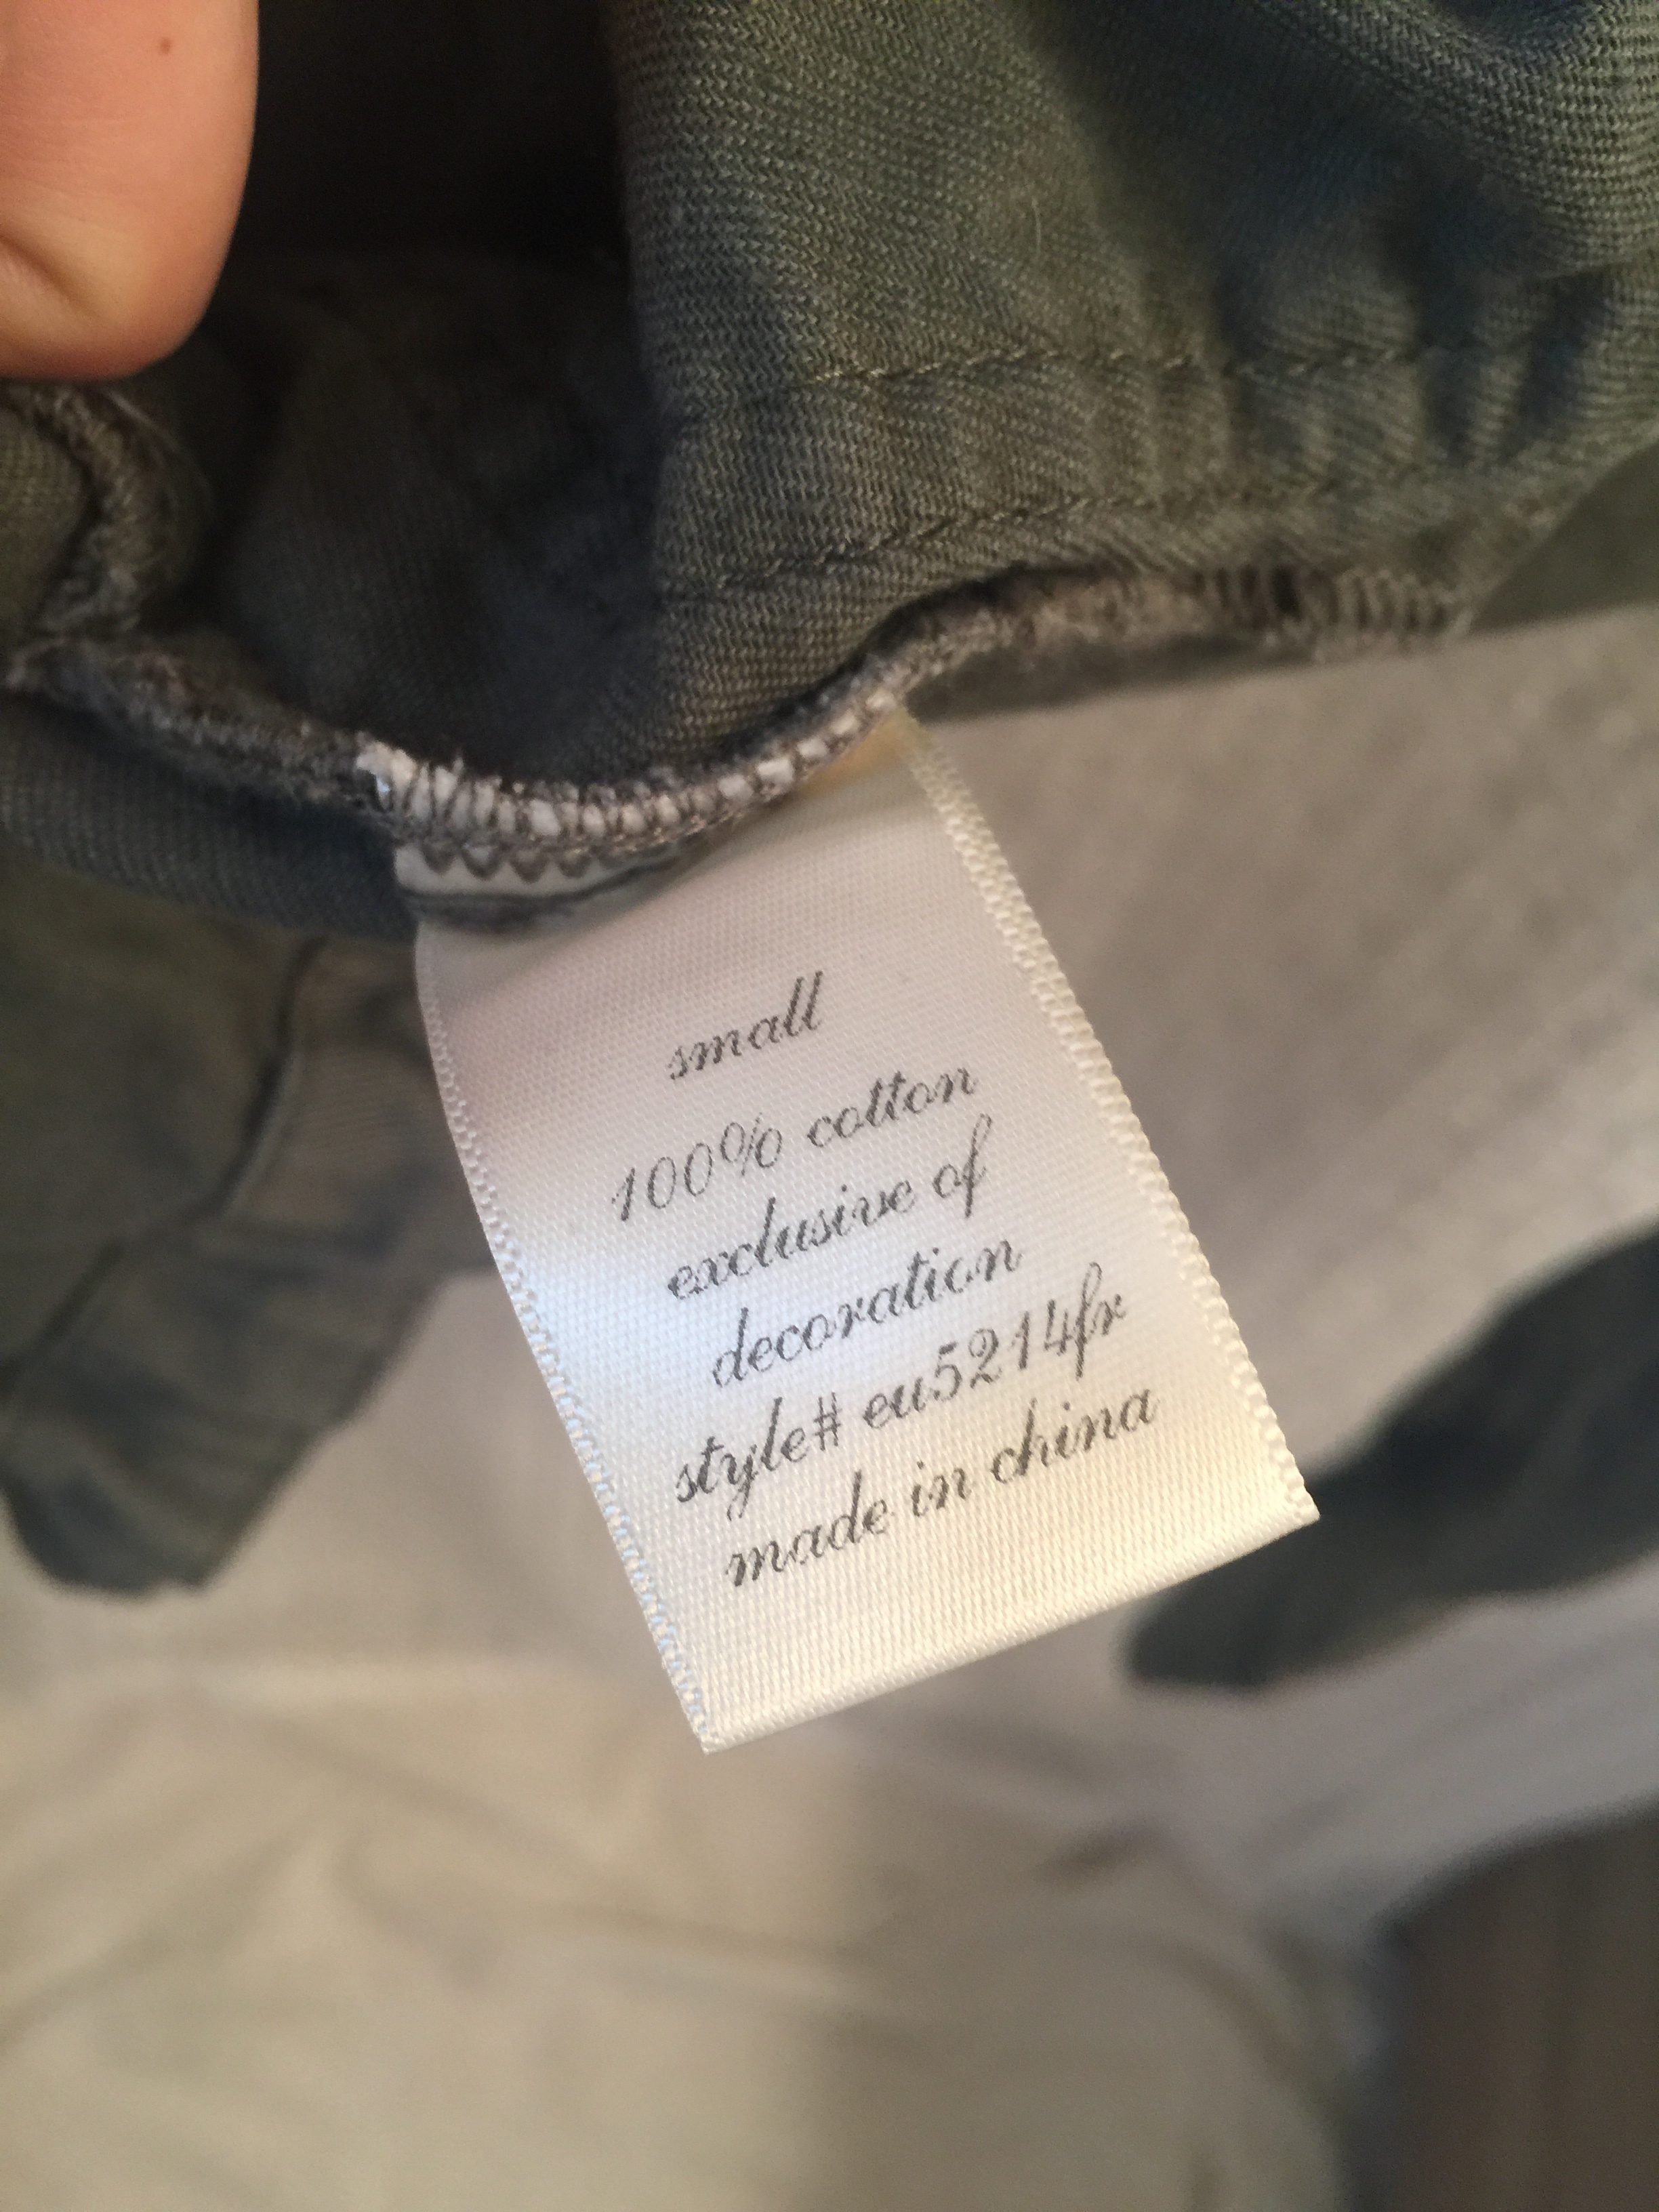 small
100% cotton
exclusive of
decoration
style# eu5214fr
made in china